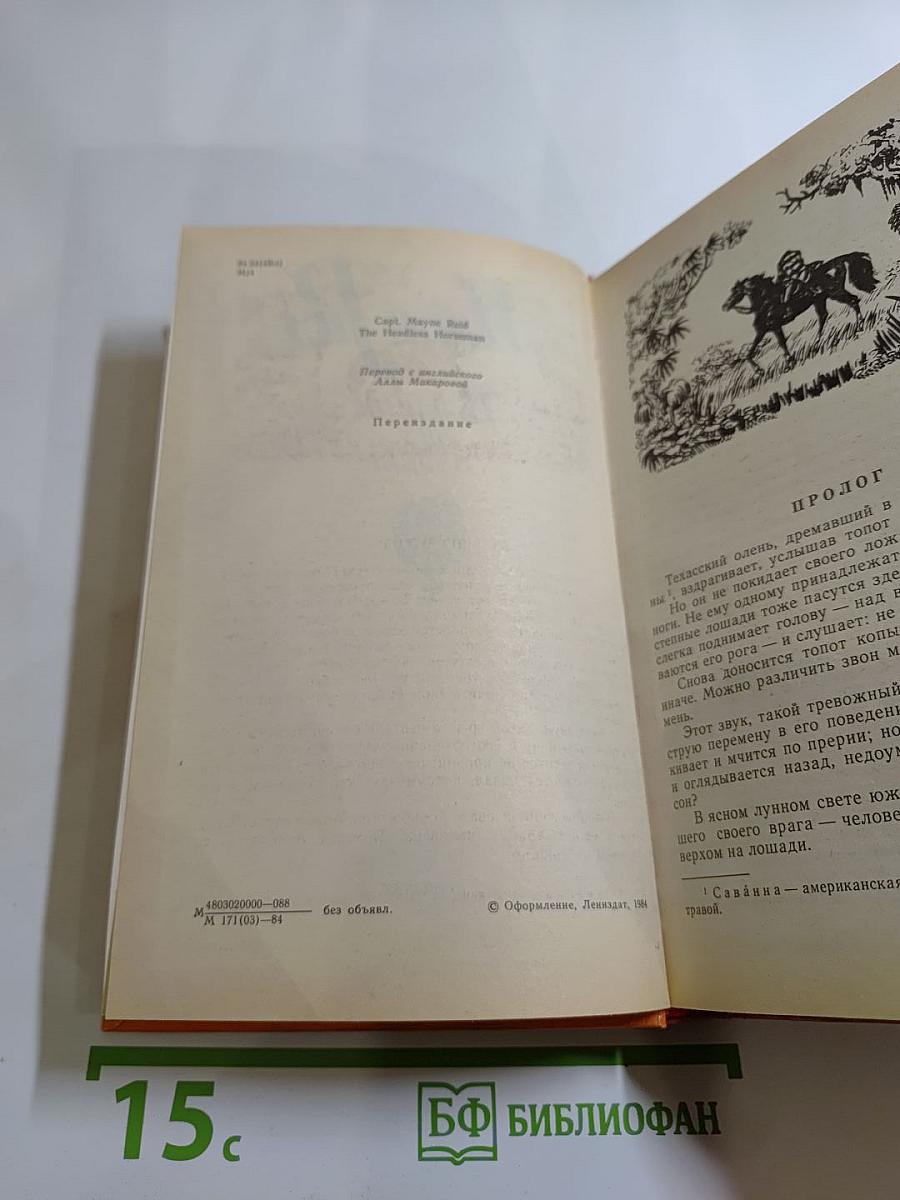 Capt. Mayne Reid
The Headless Horseman
Перевод с английского
Аллы Макаровой
Переиздание
М 4803020000—088
М 171(03)—84
без объявл.
© Оформление, Лениздат, 1984
ПРОЛОГ
Техасский олень, дремавший в
ны¹, вздрагивает, услышав топот
Но он не покидает своего лож
ноги. Не ему одному принадлежат
степные лошади тоже пасутся зде
слегка поднимает голову — над в
ваются его рога — и слушает: не
Снова доносится топот копы
иначе. Можно различить звон м
мень.
Этот звук, такой тревожный
струю перемену в его поведени
кивает и мчится по прерии; но
и оглядывается назад, недоум
сон?
В ясном лунном свете юж
шего своего врага — челове
верхом на лошади.
¹ Сава́нна — американская
травой.
15 с
БФ БИБЛИОФАН